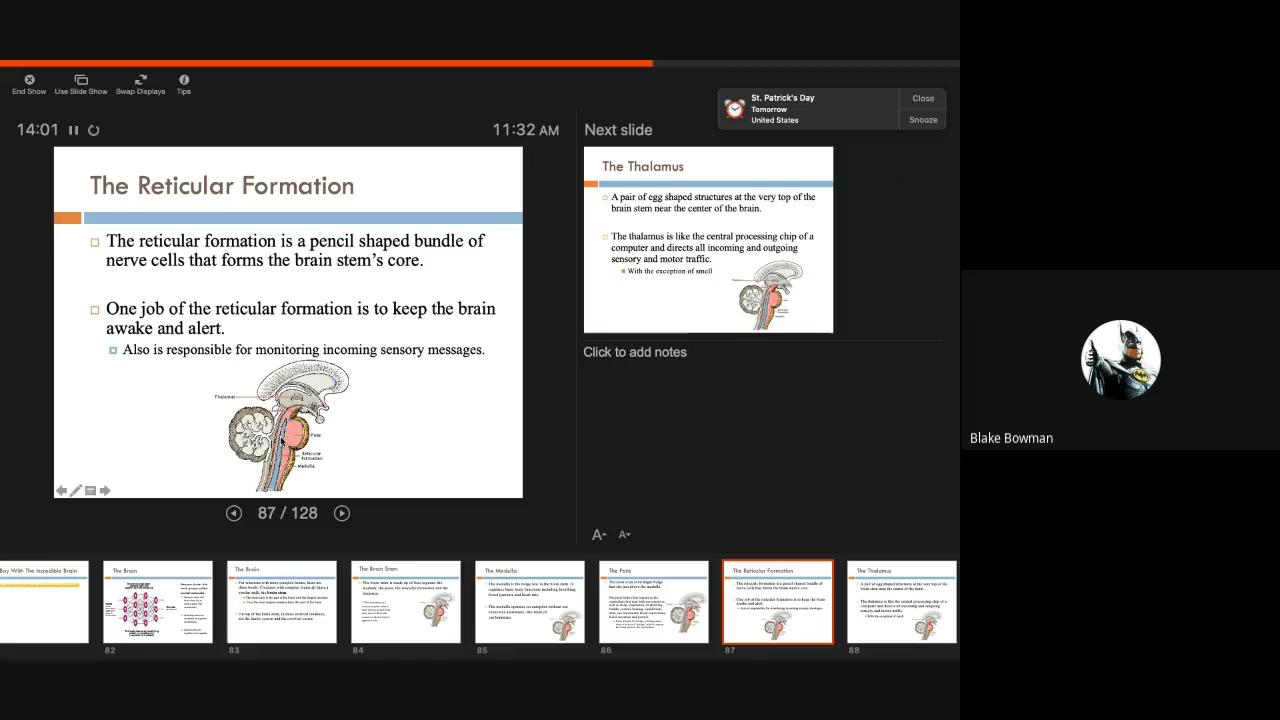 End Show
Use Slide Show
Swap Displays
Tips
St. Patrick's Day
Tomorrow
United States
Close
Snooze
14:01
11:32 AM
Next slide
The Reticular Formation
The reticular formation is a pencil shaped bundle of
nerve cells that forms the brain stem's core.
One job of the reticular formation is to keep the brain
awake and alert.
Also is responsible for monitoring incoming sensory messages.
Thalamus
Pons
Reticular
formation
Medulla
The Thalamus
A pair of egg shaped structures at the very top of the
brain stem near the center of the brain.
The thalamus is like the central processing chip of a
computer and directs all incoming and outgoing
sensory and motor traffic.
With the exception of smell
Click to add notes
Blake Bowman
87 / 128
A
A
Boy With The Incredible Brain
The Brain
The Brain
The Brain Stem
The Medulla
The Pons
The Reticular Formation
The Thalamus
82
83
84
85
86
87
88